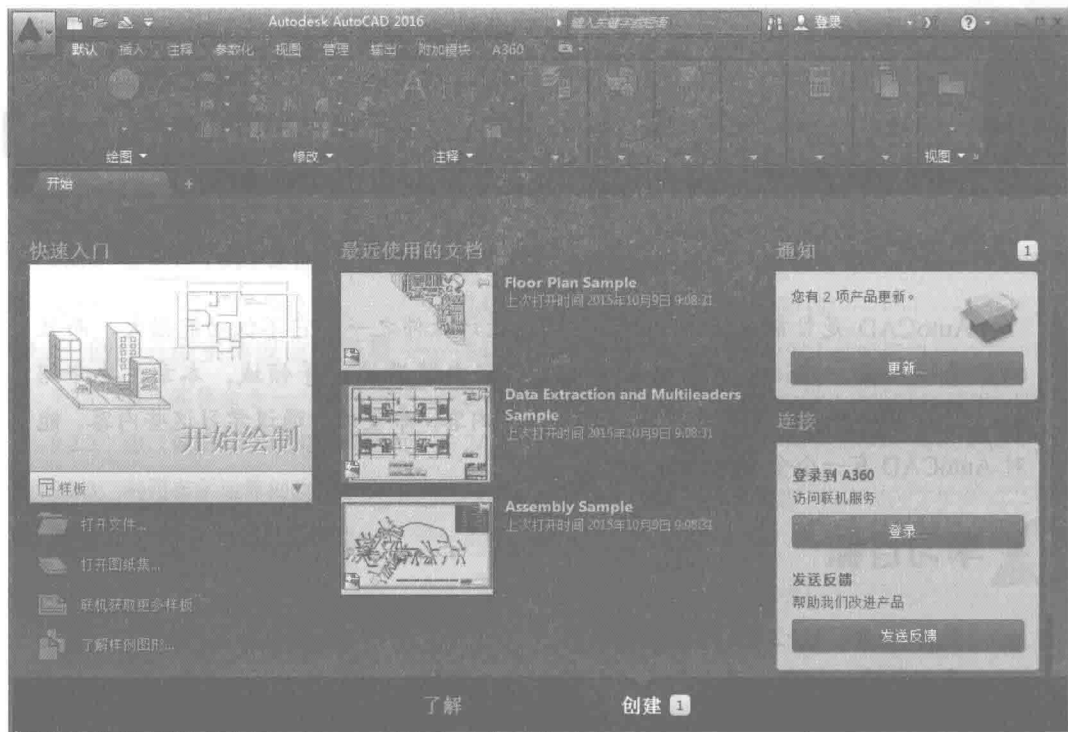 Autodesk AutoCAD 2016
输入关键字或短语
登录
默认 插入 注释 参数化 视图 管理 输出 附加模块 A360
绘图 修改 注释 视图
开始
快速入门
开始绘制
样板
打开文件...
打开图纸集...
联机获取更多样板
了解样例图形...
最近使用的文档
Floor Plan Sample
上次打开时间 2015年10月9日 9:08:31
Data Extraction and Multileaders
Sample
上次打开时间 2015年10月9日 9:08:31
Assembly Sample
上次打开时间 2015年10月9日 9:08:31
通知 1
您有 2 项产品更新。
更新...
连接
登录到 A360
访问联机服务
登录...
发送反馈
帮助我们改进产品
发送反馈
了解 创建 1